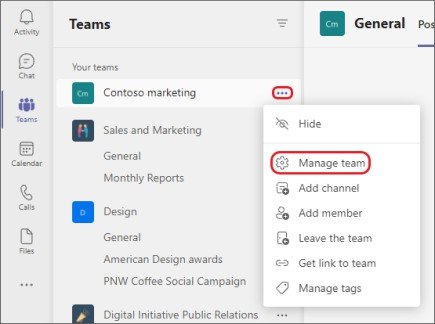 Activity
Chat
Teams
Calendar
Calls
Files
Teams
Your teams
Cm Contoso marketing
Sales and Marketing
General
Monthly Reports
D Design
General
American Design awards
PNW Coffee Social Campaign
Digital Initiative Public Relations
Cm General Pos
Hide
Manage team
Add channel
Add member
Leave the team
Get link to team
Manage tags